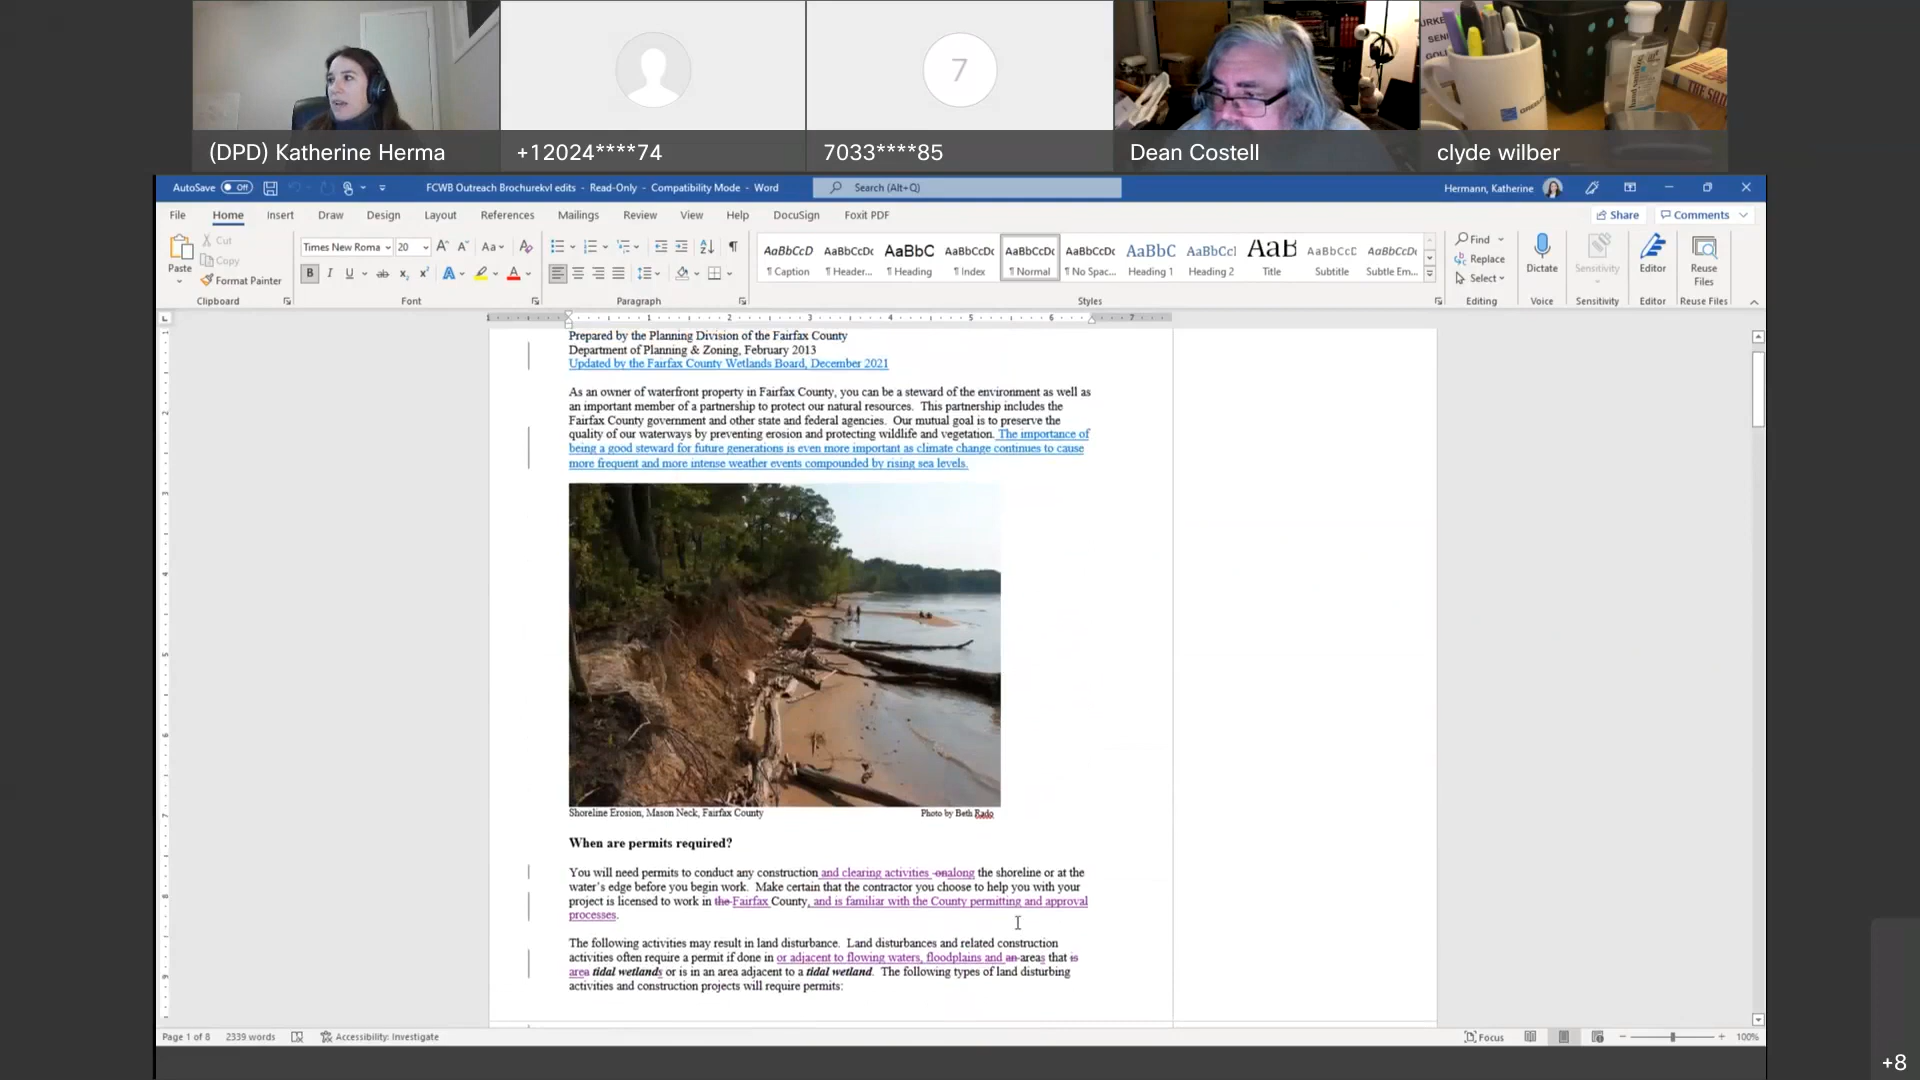 (DPD) Katherine Herma
+12024****74
7
7033****85
Dean Costell
clyde wilber
AutoSave Off
FCWB Outreach Brochurekvl edits - Read-Only - Compatibility Mode - Word
Search (Alt+Q)
Hermann, Katherine
File Home Insert Draw Design Layout References Mailings Review View Help DocuSign Foxit PDF
Share Comments
Paste
Cut
Copy
Format Painter
Clipboard
Times New Roma 20
Font
Paragraph
¶ Caption ¶ Header... ¶ Heading ¶ Index ¶ Normal ¶ No Spac... Heading 1 Heading 2 Title Subtitle Subtle Em...
Styles
Find
Replace
Select
Editing
Dictate
Voice
Sensitivity
Sensitivity
Editor
Editor
Reuse Files
Reuse Files
Prepared by the Planning Division of the Fairfax County
Department of Planning & Zoning, February 2013
Updated by the Fairfax County Wetlands Board, December 2021
As an owner of waterfront property in Fairfax County, you can be a steward of the environment as well as
an important member of a partnership to protect our natural resources. This partnership includes the
Fairfax County government and other state and federal agencies. Our mutual goal is to preserve the
quality of our waterways by preventing erosion and protecting wildlife and vegetation. The importance of
being a good steward for future generations is even more important as climate change continues to cause
more frequent and more intense weather events compounded by rising sea levels.
Shoreline Erosion, Mason Neck, Fairfax County Photo by Beth Rado
When are permits required?
You will need permits to conduct any construction and clearing activities onalong the shoreline or at the
water's edge before you begin work. Make certain that the contractor you choose to help you with your
project is licensed to work in the Fairfax County, and is familiar with the County permitting and approval
processes.
The following activities may result in land disturbance. Land disturbances and related construction
activities often require a permit if done in or adjacent to flowing waters, floodplains and an areas that is
area tidal wetlands or is in an area adjacent to a tidal wetland. The following types of land disturbing
activities and construction projects will require permits:
Page 1 of 8 2339 words Accessibility: Investigate
Focus 100%
+8